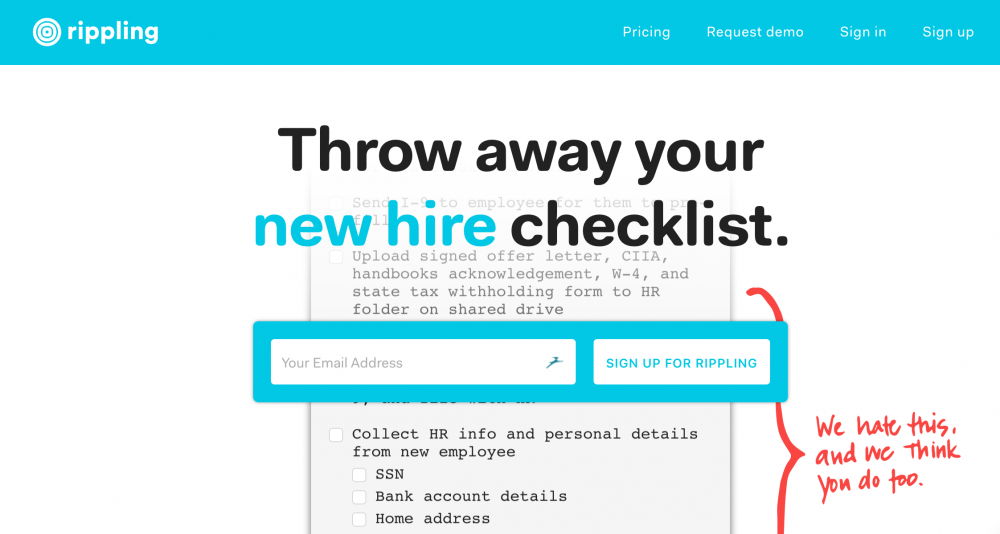 rippling
Pricing
Request demo
Sign in
Sign up
Throw away your
new hire checklist.
Send I-9 to employee for them to pre-
fill
Upload signed offer letter, CIIA,
handbooks acknowledgement, W-4, and
state tax withholding form to HR
folder on shared drive
Your Email Address
SIGN UP FOR RIPPLING
Collect HR info and personal details
from new employee
SSN
Bank account details
Home address
We hate this,
and we think
you do too.